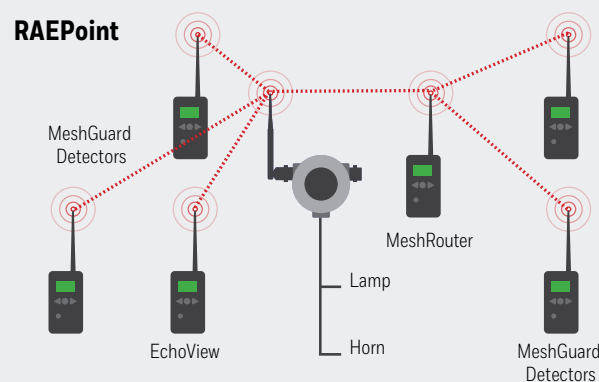 RAEPoint
MeshGuard
Detectors
MeshRouter
Lamp
EchoView
Horn
MeshGuard
Detectors